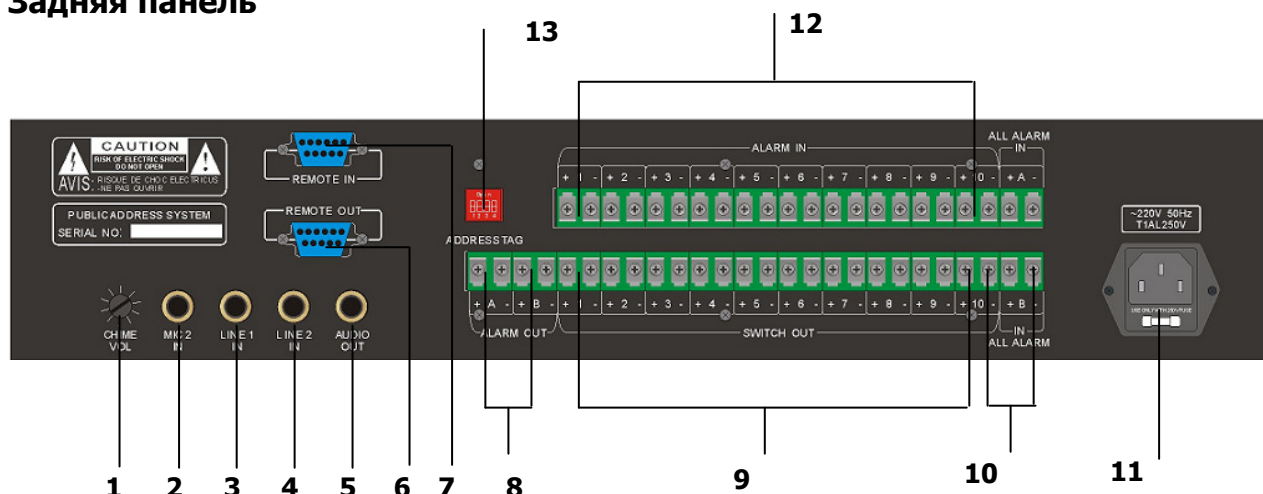 Задняя панель
13
12
CAUTION
RISK OF ELECTRIC SHOCK
DO NOT OPEN
AVIS: RISQUE DE CHOC ELECTRICUS
-NE PAS OUVRIR
PUBLIC ADDRESS SYSTEM
SERIAL NO:
REMOTE IN
REMOTE OUT
ADDRESS TAG
1 2 3 4
ALARM IN
ALL ALARM
IN
+ 1 - + 2 - + 3 - + 4 - + 5 - + 6 - + 7 - + 8 - + 9 - + 10 - + A -
~220V 50Hz
T1AL250V
+ A - + B - + 1 - + 2 - + 3 - + 4 - + 5 - + 6 - + 7 - + 8 - + 9 - + 10 - + B -
ALARM OUT
SWITCH OUT
IN
ALL ALARM
CHIME
VOL
MIC 2
IN
LINE 1
IN
LINE 2
IN
AUDIO
OUT
1 2 3 4 5 6 7 8 9 10 11